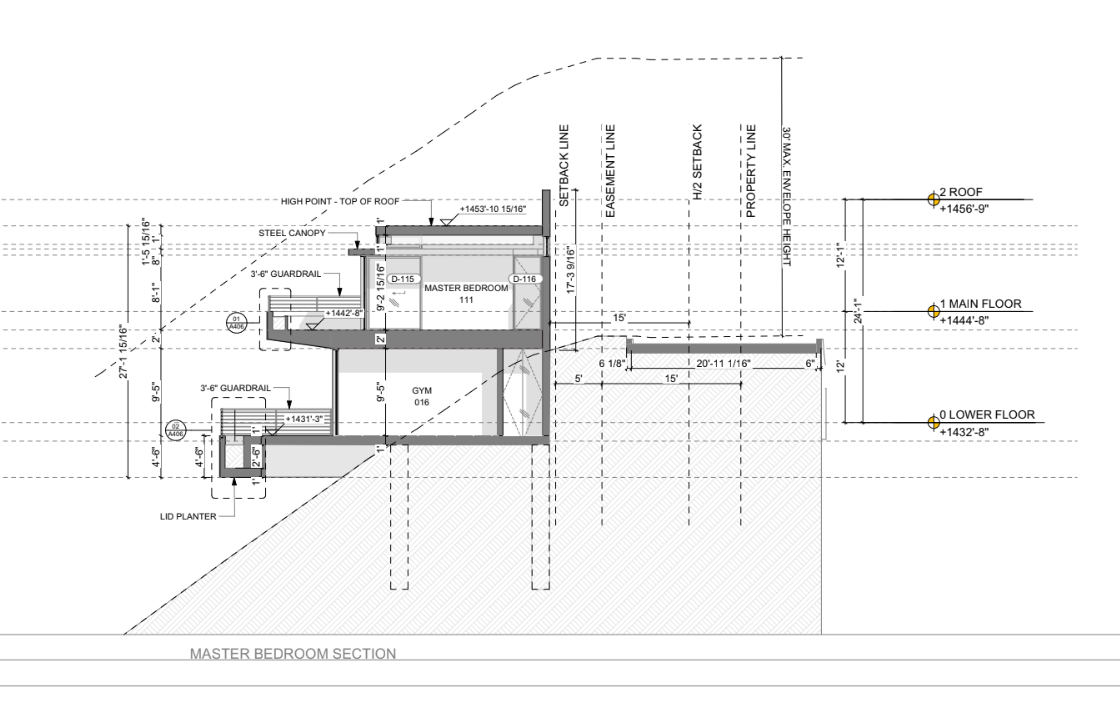 SETBACK LINE
EASEMENT LINE
H/2 SETBACK
PROPERTY LINE
30' MAX. ENVELOPE HEIGHT
2 ROOF
+1456'-9"
HIGH POINT - TOP OF ROOF
+1453'-10 15/16"
1'
STEEL CANOPY
1'-5 15/16"
1'
8"
1'
17'-3 9/16"
12'-1"
3'-6" GUARDRAIL
D-115
D-116
MASTER BEDROOM
111
8'-1"
9'-2 15/16"
1 MAIN FLOOR
+1444'-8"
+1442'-8"
01
A406
15'
24'-1"
2'
2'
27'-1 15/16"
6 1/8"
20'-11 1/16"
6"
12'
5'
15'
3'-6" GUARDRAIL
GYM
016
9'-5"
9'-5"
0 LOWER FLOOR
+1432'-8"
+1431'-3"
02
A406
1'
4'-6"
4'-6"
2'-6"
1'
1'
LID PLANTER
MASTER BEDROOM SECTION